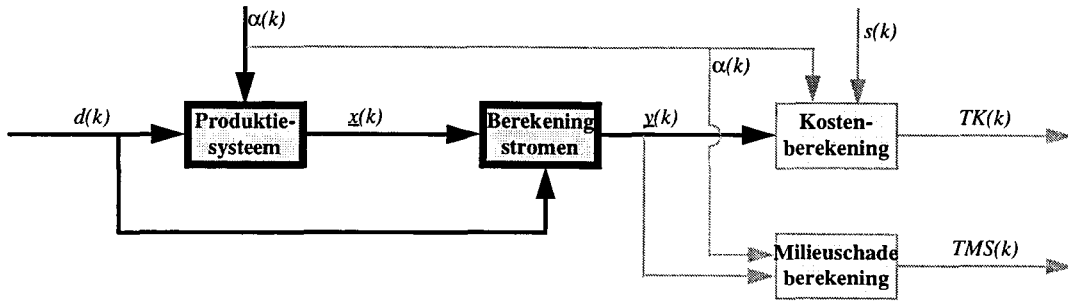 α(k)
s(k)
α(k)
d(k)
Produktie-
systeem
x(k)
Berekening
stromen
v(k)
Kosten-
berekening
TK(k)
Milieuschade
berekening
TMS(k)